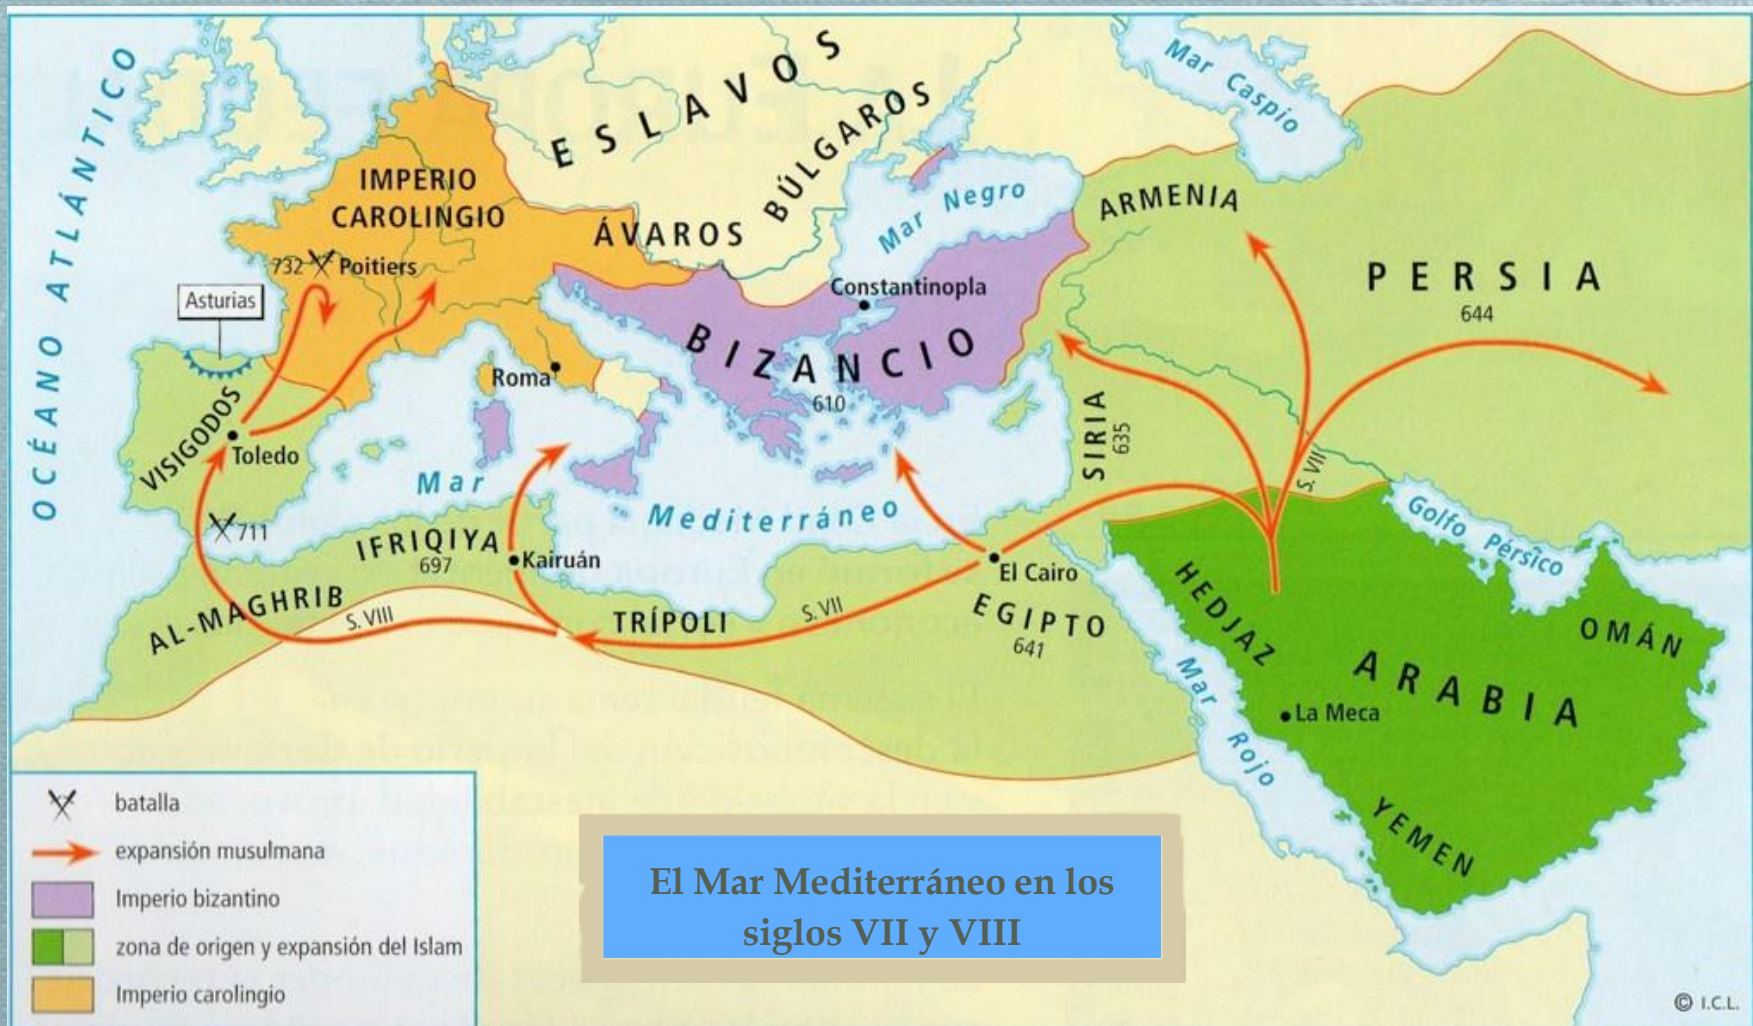 OCÉANO ATLÁNTICO
ESLAVOS
BÚLGAROS
Mar Caspio
IMPERIO
CAROLINGIO
ÁVAROS
Mar Negro
ARMENIA
732
Poitiers
Asturias
Constantinopla
PERSIA
644
BIZANCIO
610
Roma
VISIGODOS
Toledo
SIRIA
635
S. VII
Mar
Mediterráneo
711
IFRIQIYA
697
Kairuán
El Cairo
Golfo Pérsico
AL-MAGHRIB
S. VIII
TRÍPOLI
S. VII
EGIPTO
641
HEDJAZ
OMÁN
ARABIA
Mar Rojo
La Meca
YEMEN
batalla
expansión musulmana
Imperio bizantino
zona de origen y expansión del Islam
Imperio carolingio
El Mar Mediterráneo en los
siglos VII y VIII
© I.C.L.